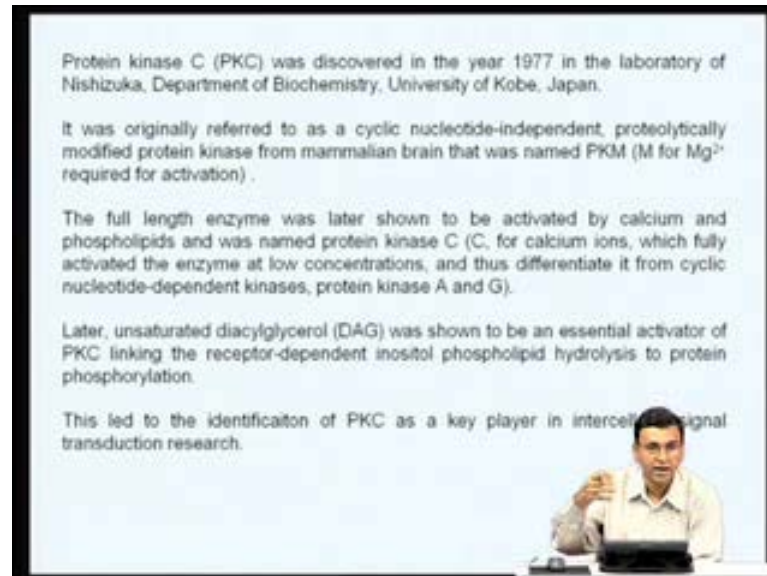 Protein kinase C (PKC) was discovered in the year 1977 in the laboratory of
Nishizuka, Department of Biochemistry, University of Kobe, Japan.
It was originally referred to as a cyclic nucleotide-independent, proteolytically
modified protein kinase from mammalian brain that was named PKM (M for Mg²⁺
required for activation) .
The full length enzyme was later shown to be activated by calcium and
phospholipids and was named protein kinase C (C, for calcium ions, which fully
activated the enzyme at low concentrations, and thus differentiate it from cyclic
nucleotide-dependent kinases, protein kinase A and G).
Later, unsaturated diacylglycerol (DAG) was shown to be an essential activator of
PKC linking the receptor-dependent inositol phospholipid hydrolysis to protein
phosphorylation.
This led to the identificaiton of PKC as a key player in signal
transduction research.